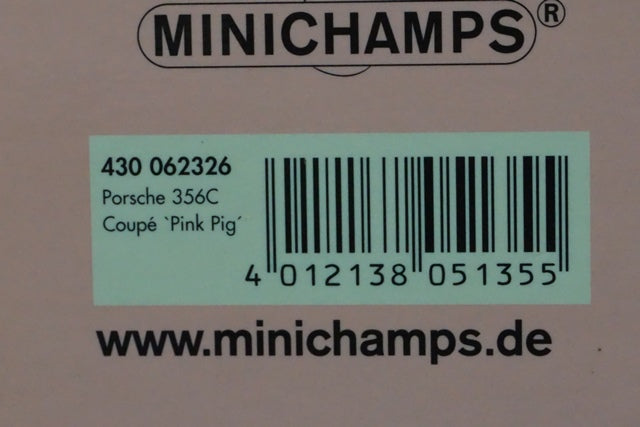 MINICHAMPS®
430 062326
Porsche 356C
Coupé `Pink Pig´
4 012138 051355
www.minichamps.de